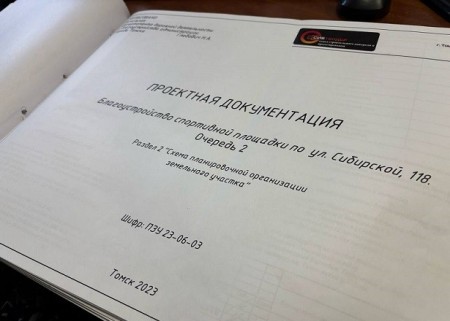 ПРОЕКТНАЯ ДОКУМЕНТАЦИЯ
Благоустройство спортивной площадки по ул. Сибирской, 118.
Очередь 2
Раздел 2 "Схема планировочной организации
земельного участка"
Шифр: ПЗУ 23-06-03
Томск 2023